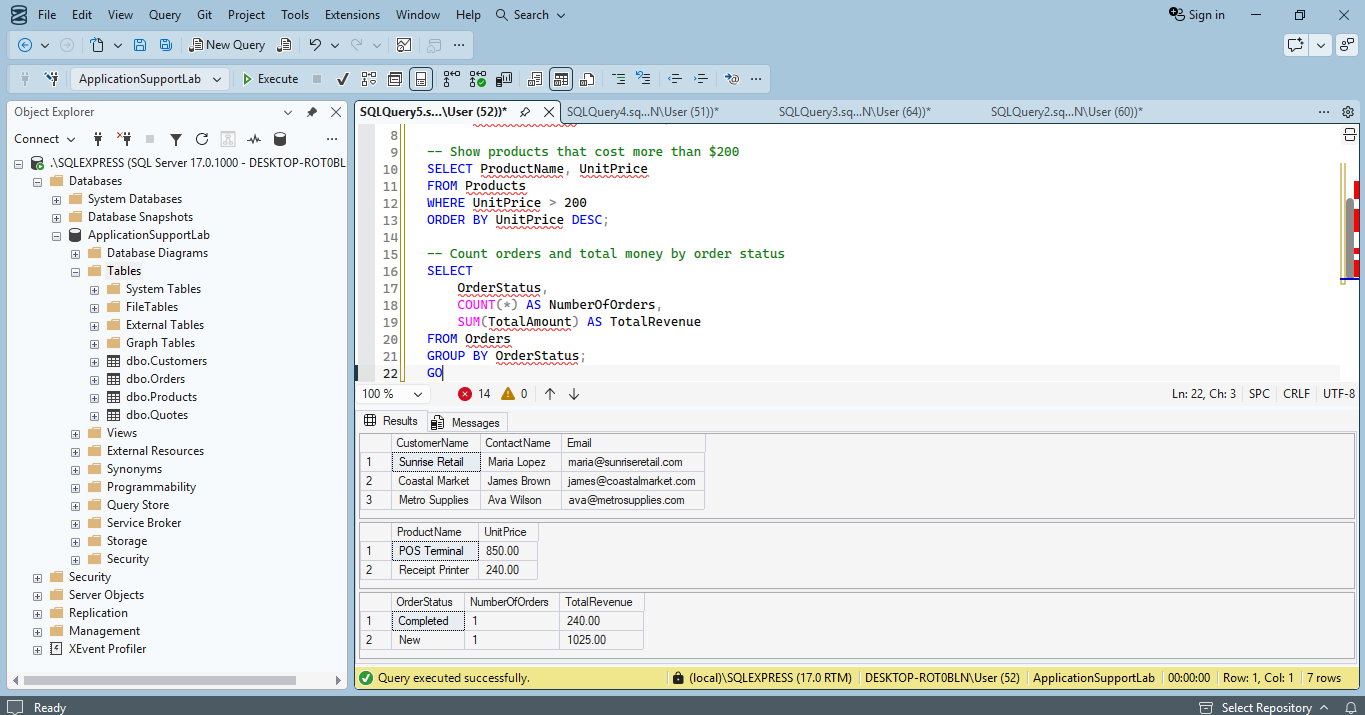 File Edit View Query Git Project Tools Extensions Window Help Search Sign in
New Query
ApplicationSupportLab Execute
Object Explorer
Connect
.\SQLEXPRESS (SQL Server 17.0.1000 - DESKTOP-ROT0BL
Databases
System Databases
Database Snapshots
ApplicationSupportLab
Database Diagrams
Tables
System Tables
FileTables
External Tables
Graph Tables
dbo.Customers
dbo.Orders
dbo.Products
dbo.Quotes
Views
External Resources
Synonyms
Programmability
Query Store
Service Broker
Storage
Security
Security
Server Objects
Replication
Management
XEvent Profiler
SQLQuery5.s...\User (52))* SQLQuery4.sq...N\User (51))* SQLQuery3.sq...N\User (64))* SQLQuery2.sq...N\User (60))*
8
9 -- Show products that cost more than $200
10 SELECT ProductName, UnitPrice
11 FROM Products
12 WHERE UnitPrice > 200
13 ORDER BY UnitPrice DESC;
14
15 -- Count orders and total money by order status
16 SELECT
17 OrderStatus,
18 COUNT(*) AS NumberOfOrders,
19 SUM(TotalAmount) AS TotalRevenue
20 FROM Orders
21 GROUP BY OrderStatus;
22 GO
100 % 14 0 Ln: 22, Ch: 3 SPC CRLF UTF-8
Results Messages
CustomerName ContactName Email
1 Sunrise Retail Maria Lopez maria@sunriseretail.com
2 Coastal Market James Brown james@coastalmarket.com
3 Metro Supplies Ava Wilson ava@metrosupplies.com
ProductName UnitPrice
1 POS Terminal 850.00
2 Receipt Printer 240.00
OrderStatus NumberOfOrders TotalRevenue
1 Completed 1 240.00
2 New 1 1025.00
Query executed successfully. (local)\SQLEXPRESS (17.0 RTM) DESKTOP-ROT0BLN\User (52) ApplicationSupportLab 00:00:00 Row: 1, Col: 1 7 rows
Ready Select Repository